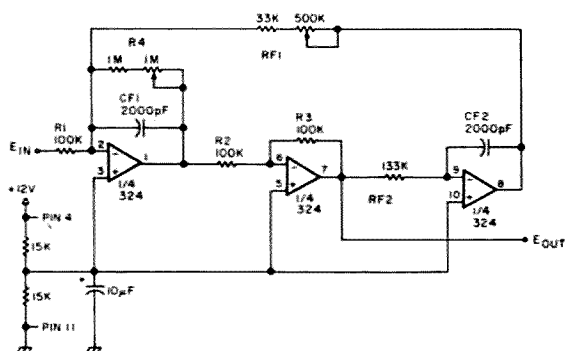 33K 500K
RF1
R4
1M 1M
CF1
2000pF
R1
100K
EIN
2
3
1
1/4
324
R2
100K
R3
100K
6
5
7
1/4
324
133K
RF2
CF2
2000pF
9
10
8
1/4
324
EOUT
+12V
PIN 4
15K
15K
PIN 11
+
10µF